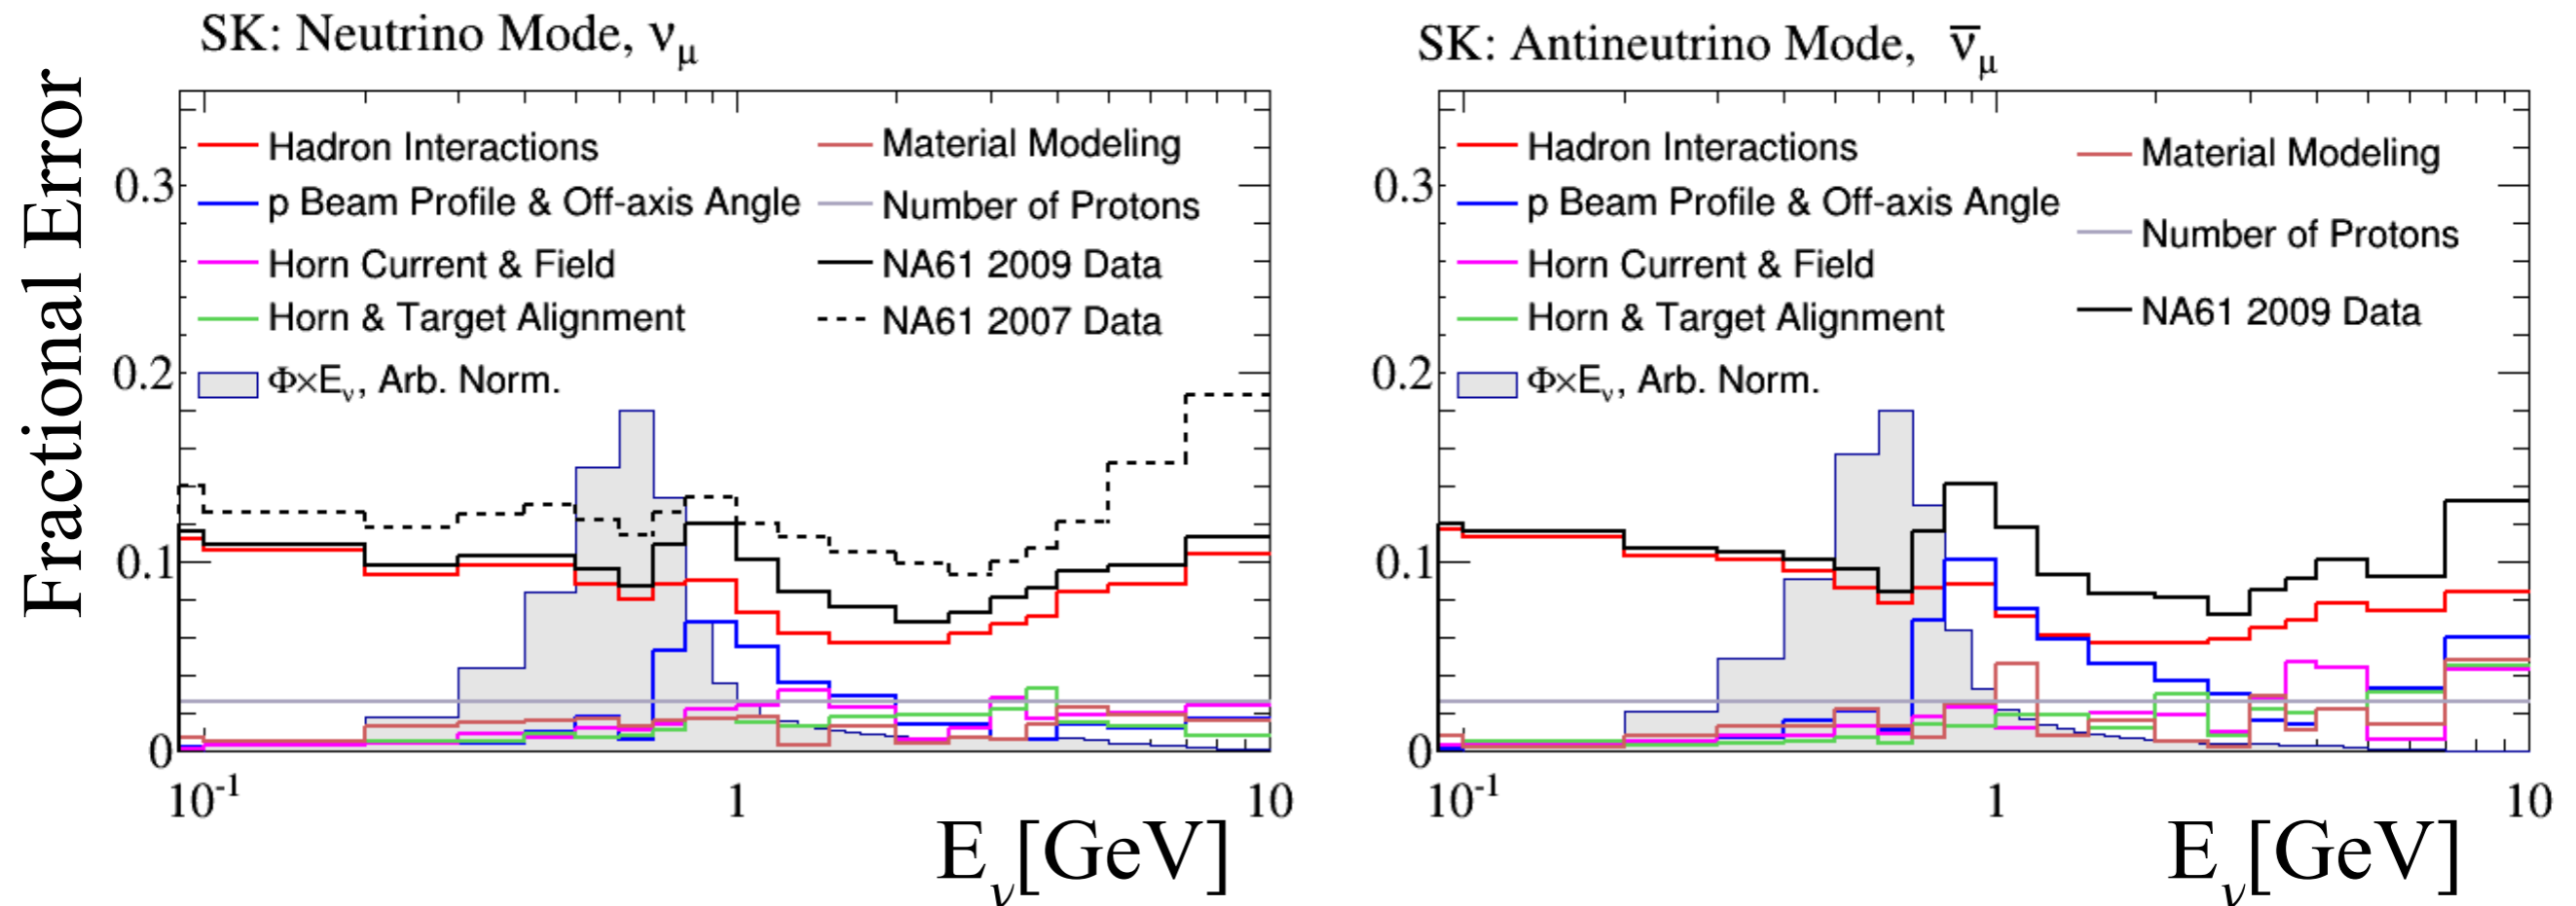 SK: Neutrino Mode, νμ
Fractional Error
Hadron Interactions
p Beam Profile & Off-axis Angle
Horn Current & Field
Horn & Target Alignment
Φ×Eν, Arb. Norm.
Material Modeling
Number of Protons
NA61 2009 Data
NA61 2007 Data
0.3
0.2
0.1
0
10-1
1
10
Eν[GeV]
SK: Antineutrino Mode, ν̄μ
Hadron Interactions
p Beam Profile & Off-axis Angle
Horn Current & Field
Horn & Target Alignment
Φ×Eν, Arb. Norm.
Material Modeling
Number of Protons
NA61 2009 Data
0.3
0.2
0.1
0
10-1
1
10
Eν[GeV]